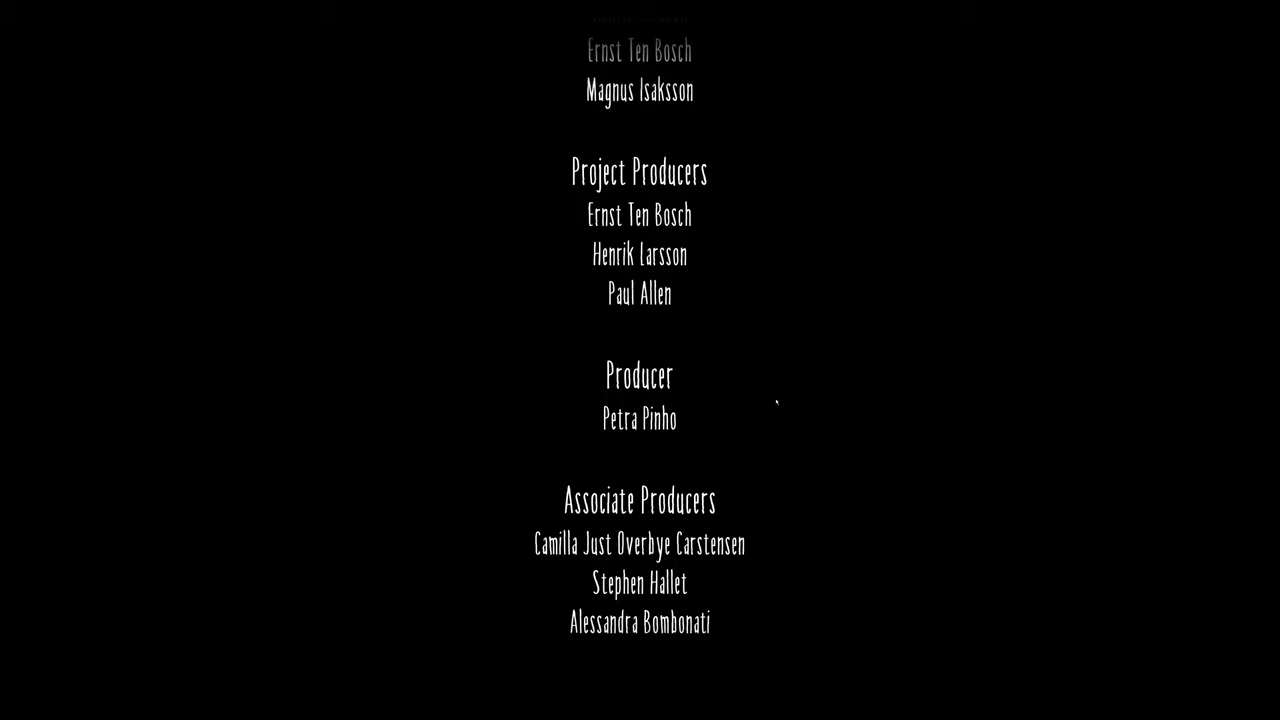 Ernst Ten Bosch
Magnus Isaksson
Project Producers
Ernst Ten Bosch
Henrik Larsson
Paul Allen
Producer
Petra Pinho
Associate Producers
Camilla Just Overbye Carstensen
Stephen Hallet
Alessandra Bombonati